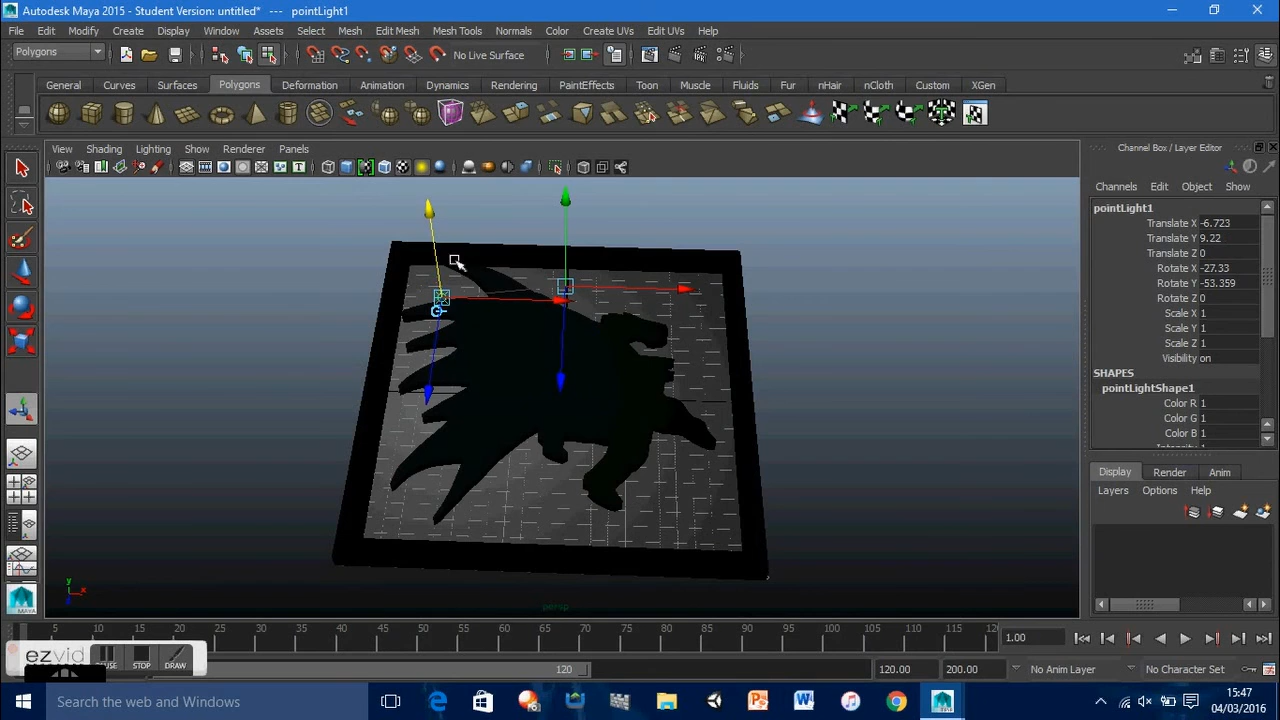 Autodesk Maya 2015 - Student Version: untitled* --- pointLight1
File Edit Modify Create Display Window Assets Select Mesh Edit Mesh Mesh Tools Normals Color Create UVs Edit UVs Muscle Help
Polygons
No Live Surface
General Curves Surfaces Polygons Deformation Animation Dynamics Rendering PaintEffects Toon Muscle Fluids Fur nHair nCloth Custom XGen
View Shading Lighting Show Renderer Panels
Channel Box / Layer Editor
Channels Edit Object Show
pointLight1
Translate X -6.723
Translate Y 9.22
Translate Z 0
Rotate X -27.33
Rotate Y -53.359
Rotate Z 0
Scale X 1
Scale Y 1
Scale Z 1
Visibility on
SHAPES
pointLightShape1
Color R 1
Color G 1
Color B 1
Display Render Anim
Layers Options Help
y
x
persp
5 10 15 20 25 30 35 40 45 50 55 60 65 70 75 80 85 90 95 100 105 110 115 12
1.00
ezvid
STOP
DRAW
120
120.00
200.00
No Anim Layer
No Character Set
MAYA
Search the web and Windows
15:47
04/03/2016